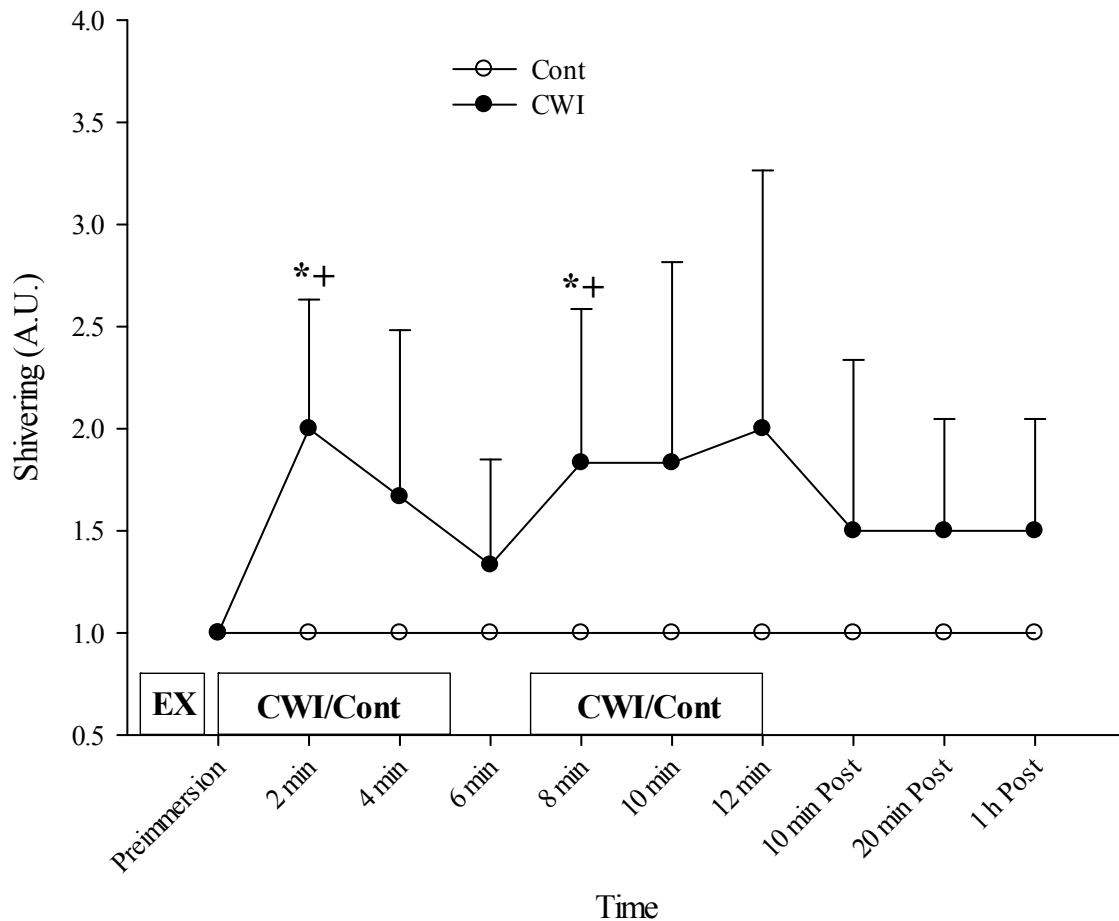 4.0
3.5
3.0
2.5
2.0
1.5
1.0
0.5
Shivering (A.U.)
Cont
CWI
*+
*+
EX
CWI/Cont
CWI/Cont
Preimmersion
2 min
4 min
6 min
8 min
10 min
12 min
10 min Post
20 min Post
1 h Post
Time